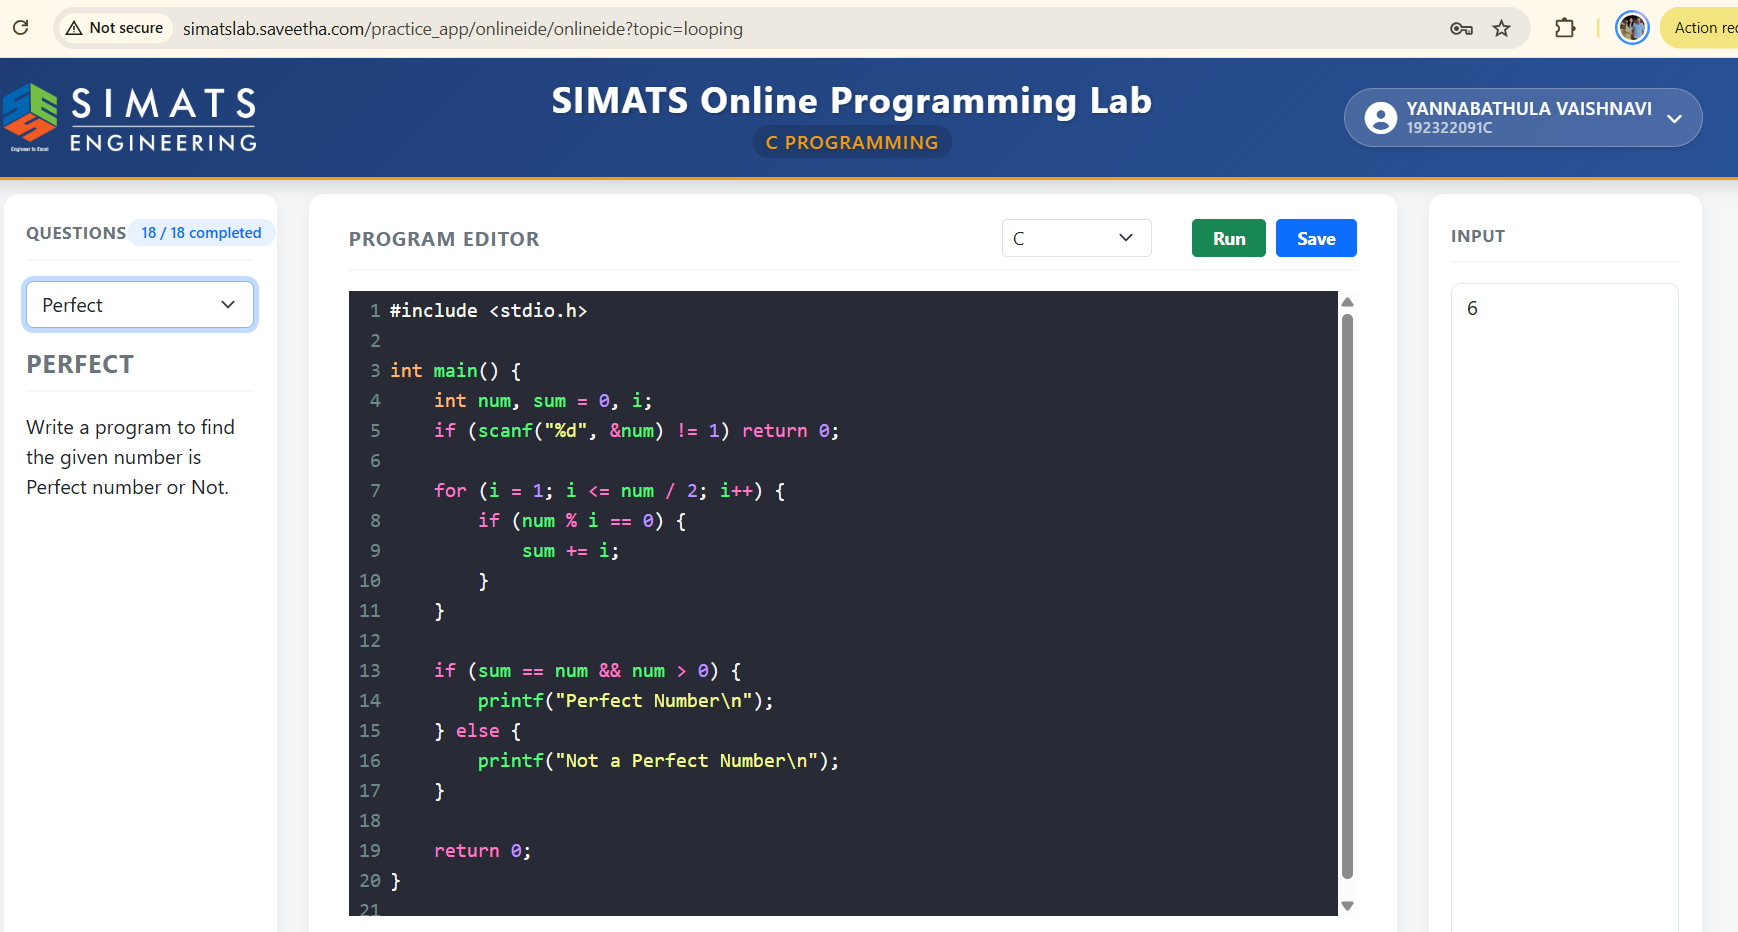 Not secure
simatslab.saveetha.com/practice_app/onlineide/onlineide?topic=looping
SIMATS
ENGINEERING
Engineer to Excel
SIMATS Online Programming Lab
C PROGRAMMING
YANNABATHULA VAISHNAVI
192322091C
QUESTIONS 18 / 18 completed
Perfect
PERFECT
Write a program to find
the given number is
Perfect number or Not.
PROGRAM EDITOR
C
Run
Save
1 #include <stdio.h>
2
3 int main() {
4     int num, sum = 0, i;
5     if (scanf("%d", &num) != 1) return 0;
6
7     for (i = 1; i <= num / 2; i++) {
8         if (num % i == 0) {
9             sum += i;
10         }
11     }
12
13     if (sum == num && num > 0) {
14         printf("Perfect Number\n");
15     } else {
16         printf("Not a Perfect Number\n");
17     }
18
19     return 0;
20 }
21
INPUT
6